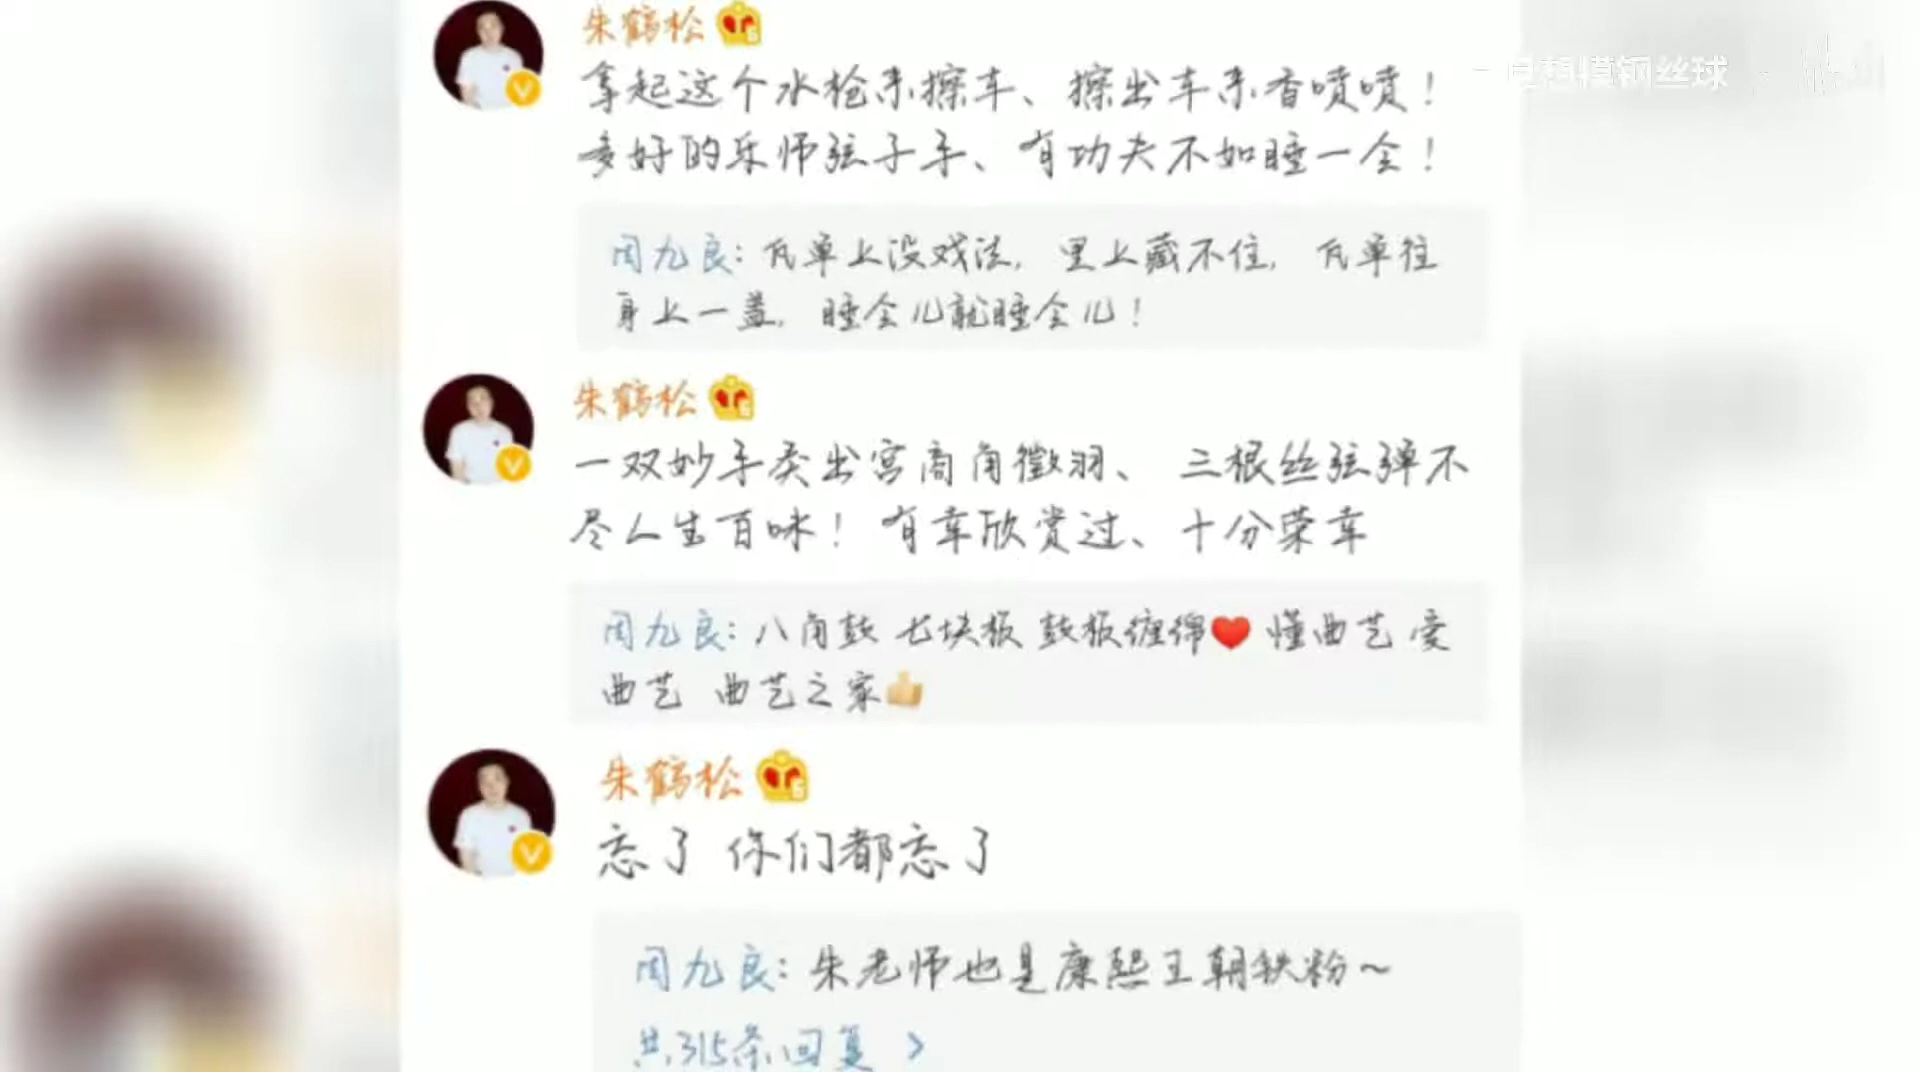 朱鹤松
拿起这个水枪来擦车、擦出车来香喷喷！
多好的乐师弦子手、有功夫不如睡一会！
周九良：瓦单上没戏法，里上藏不住，瓦单往
身上一盖，睡会儿就睡会儿！
朱鹤松
一双妙手奏出宫商角徵羽、三根丝弦弹不
尽人生百味！有幸欣赏过、十分荣幸
周九良：八角鼓 七块板 鼓板缠绵❤️ 懂曲艺 爱
曲艺 曲艺之家👍
朱鹤松
忘了 你们都忘了
周九良：朱老师也是康熙王朝铁粉～
共315条回复 >